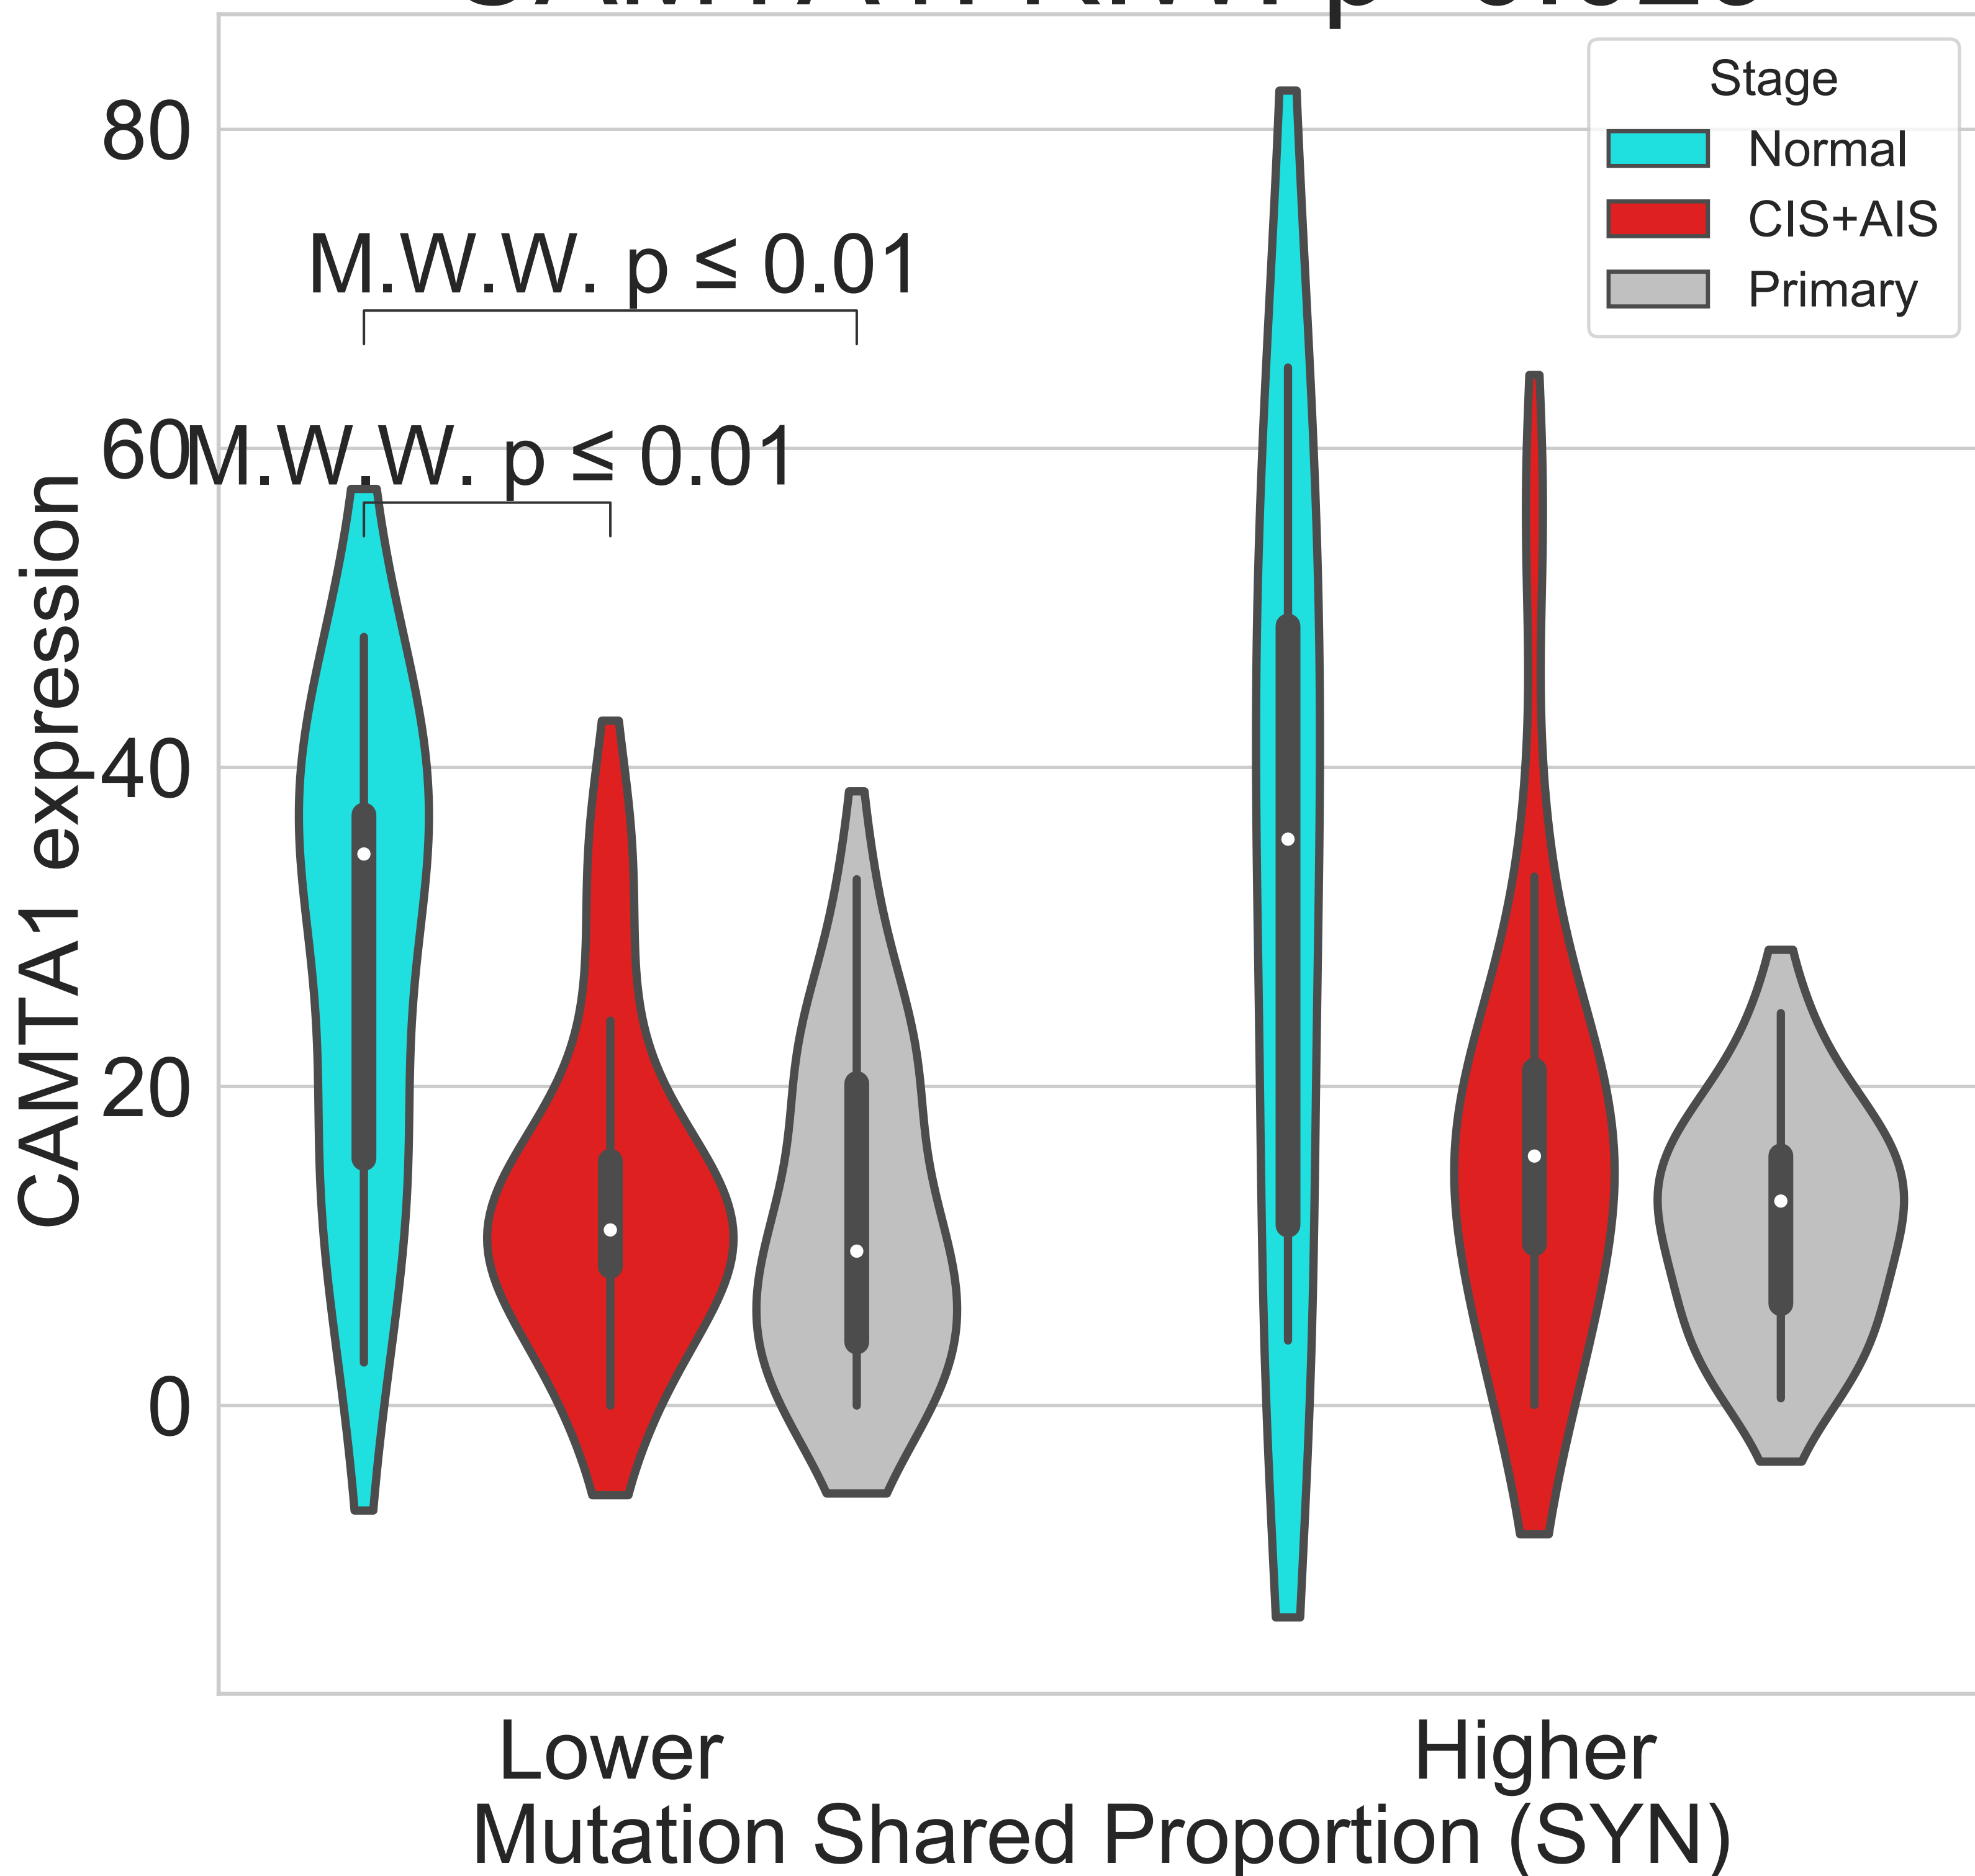 Stage
Normal
CIS+AIS
Primary
80
60
40
20
0
M.W.W. p ≤ 0.01
M.W.W. p ≤ 0.01
CAMTA1 expression
Lower
Higher
Mutation Shared Proportion (SYN)